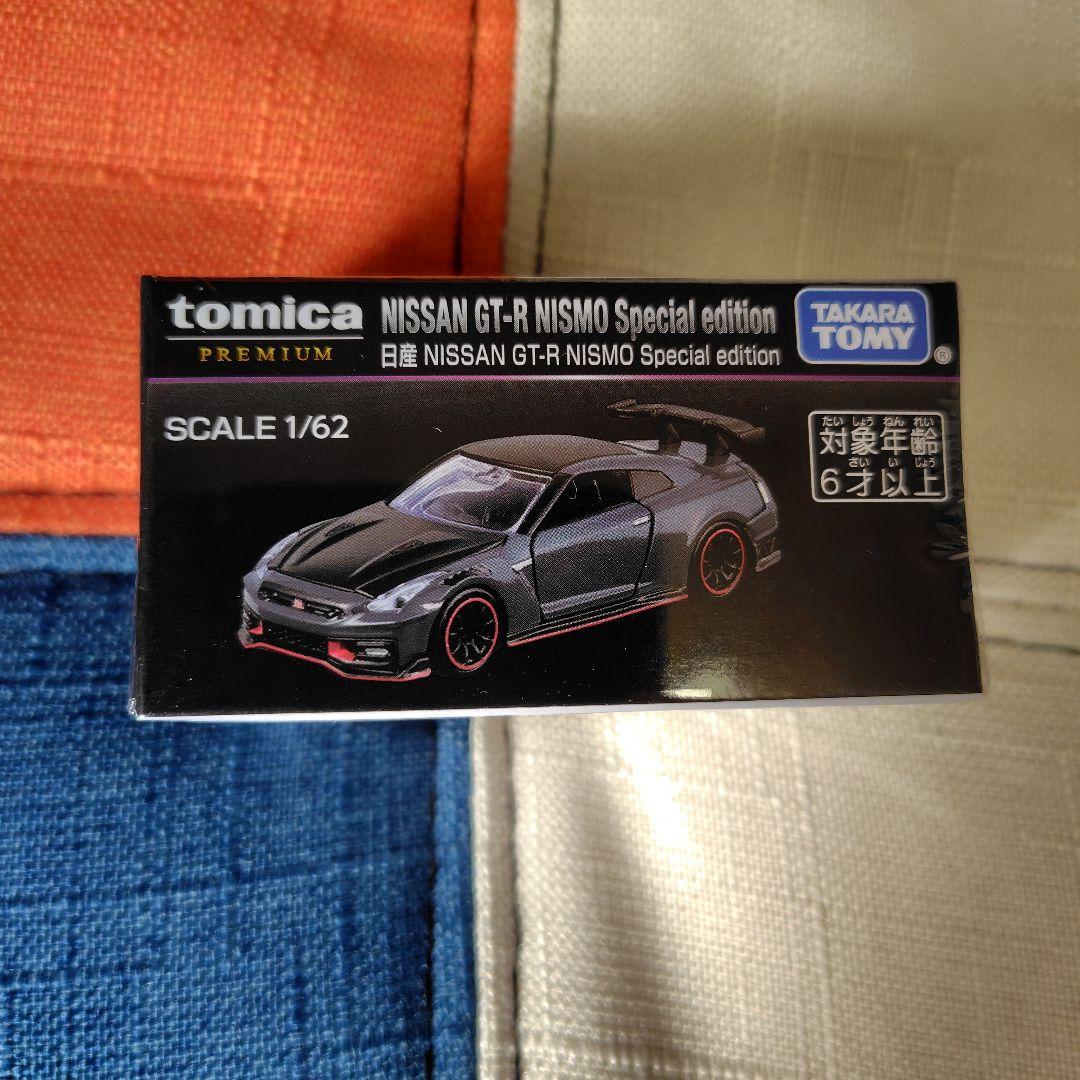 tomica
PREMIUM
NISSAN GT-R NISMO Special edition
日産 NISSAN GT-R NISMO Special edition
TAKARA
TOMY
®
SCALE 1/62
たい しょう ねん れい
対象年齢
さい い じょう
6才以上